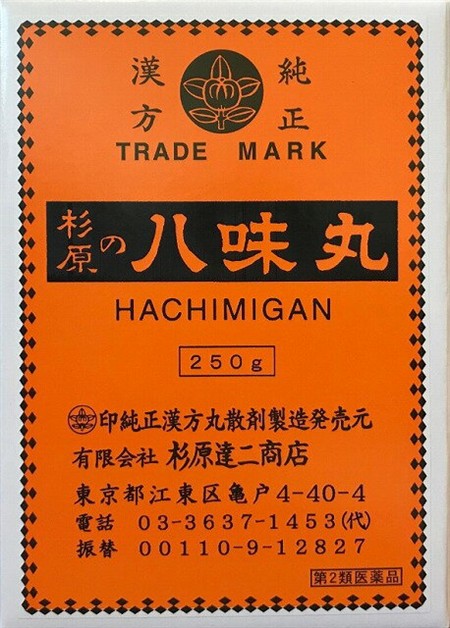 純正漢方
TRADE MARK
杉原の八味丸
HACHIMIGAN
250g
印純正漢方丸散剤製造発売元
有限会社 杉原達二商店
東京都江東区亀戸4-40-4
電話 03-3637-1453(代)
振替 00110-9-12827
第2類医薬品